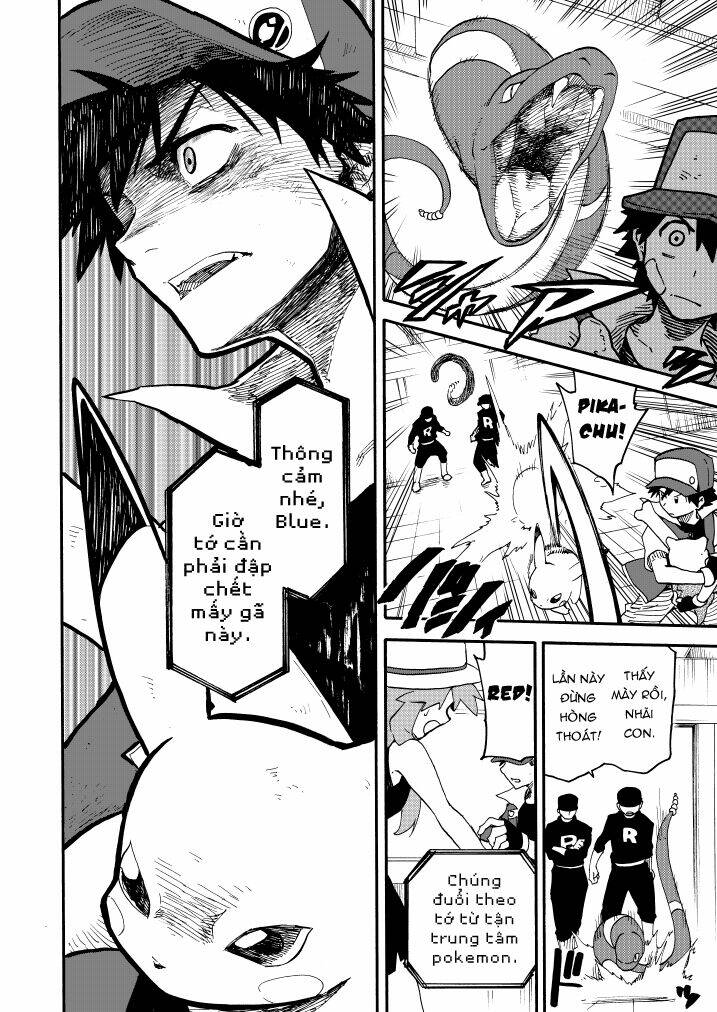 PIKA-
CHU!
THẤY
MÀY RỒI,
NHÃI
CON.
LẦN NÀY
ĐỪNG
HÒNG
THOÁT!
RED!
Chúng
đuổi theo
tớ từ tận
trung tâm
pokemon.
Thông
cảm
nhé,
Blue.
Giờ
tớ cần
phải đập
chết
mấy gã
này.
R
R
R
R